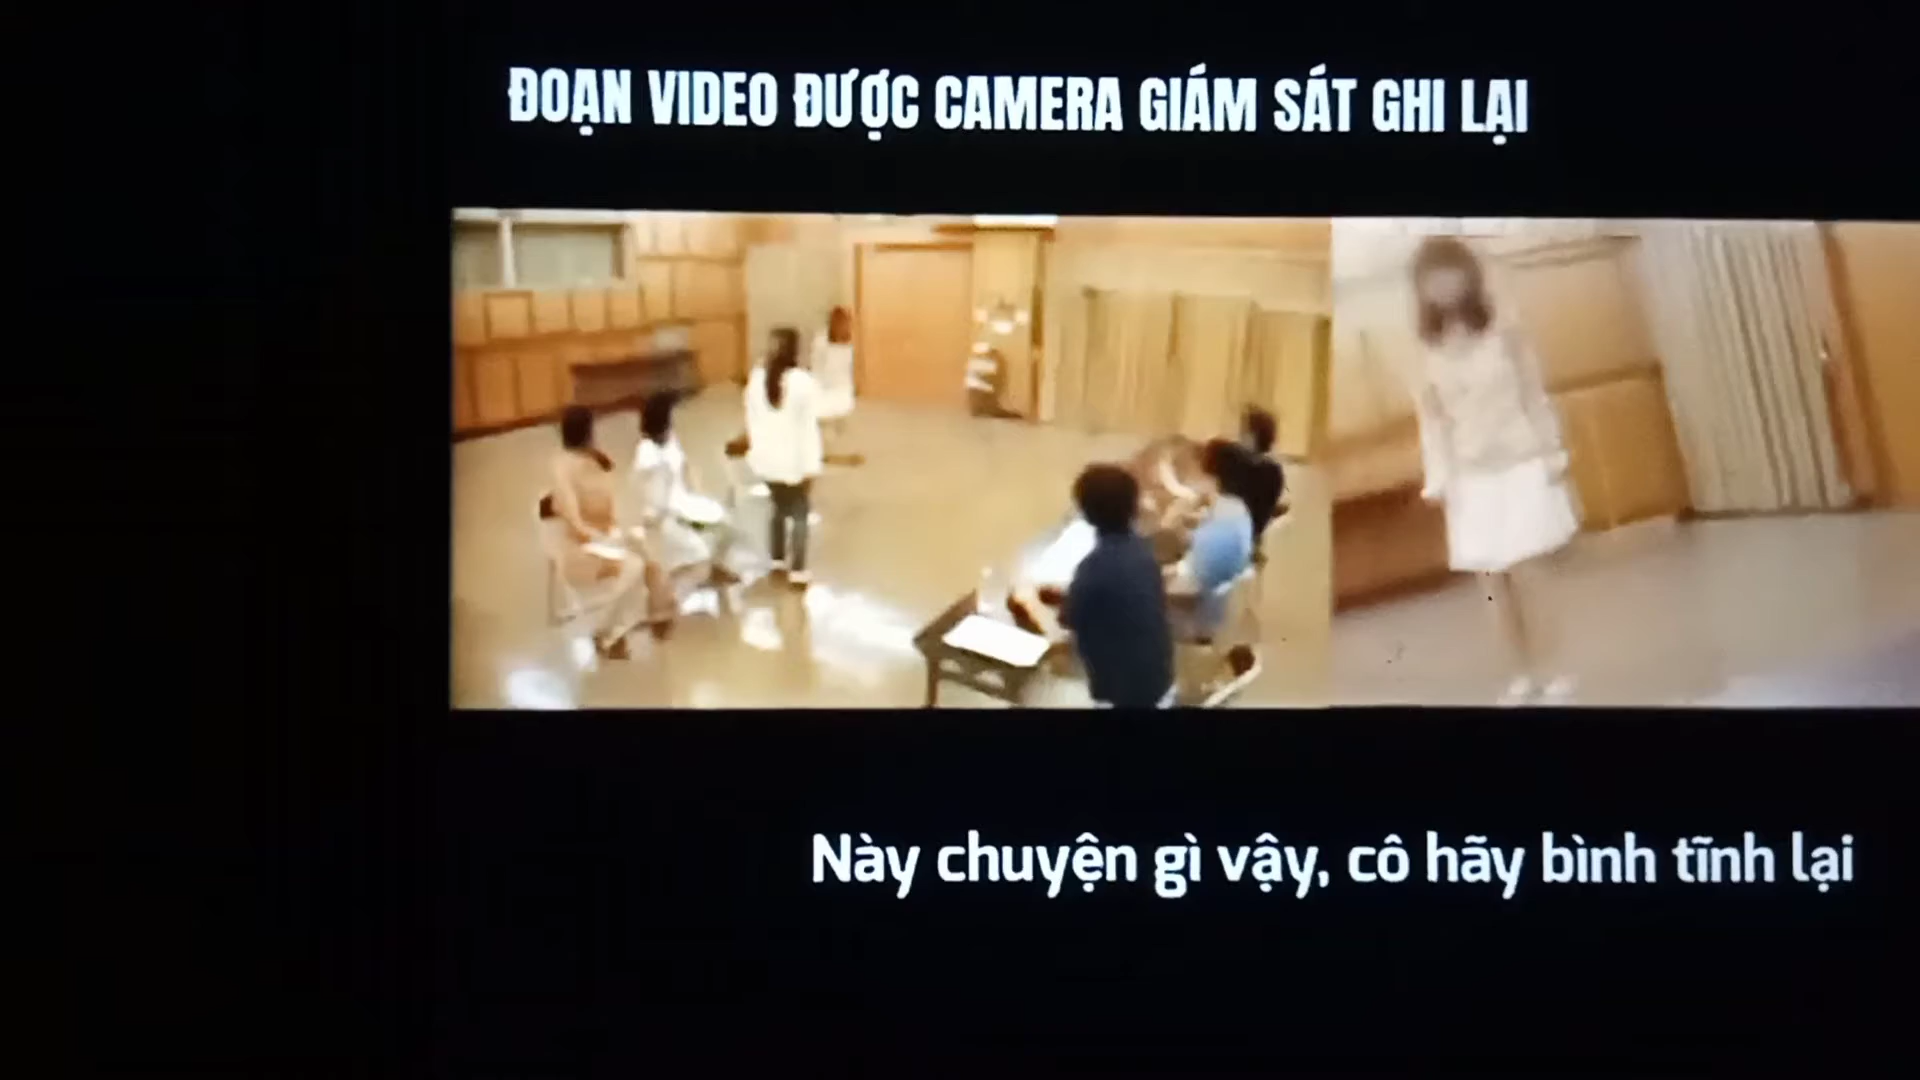 ĐOẠN VIDEO ĐƯỢC CAMERA GIÁM SÁT GHI LẠI
Này chuyện gì vậy, cô hãy bình tĩnh lại